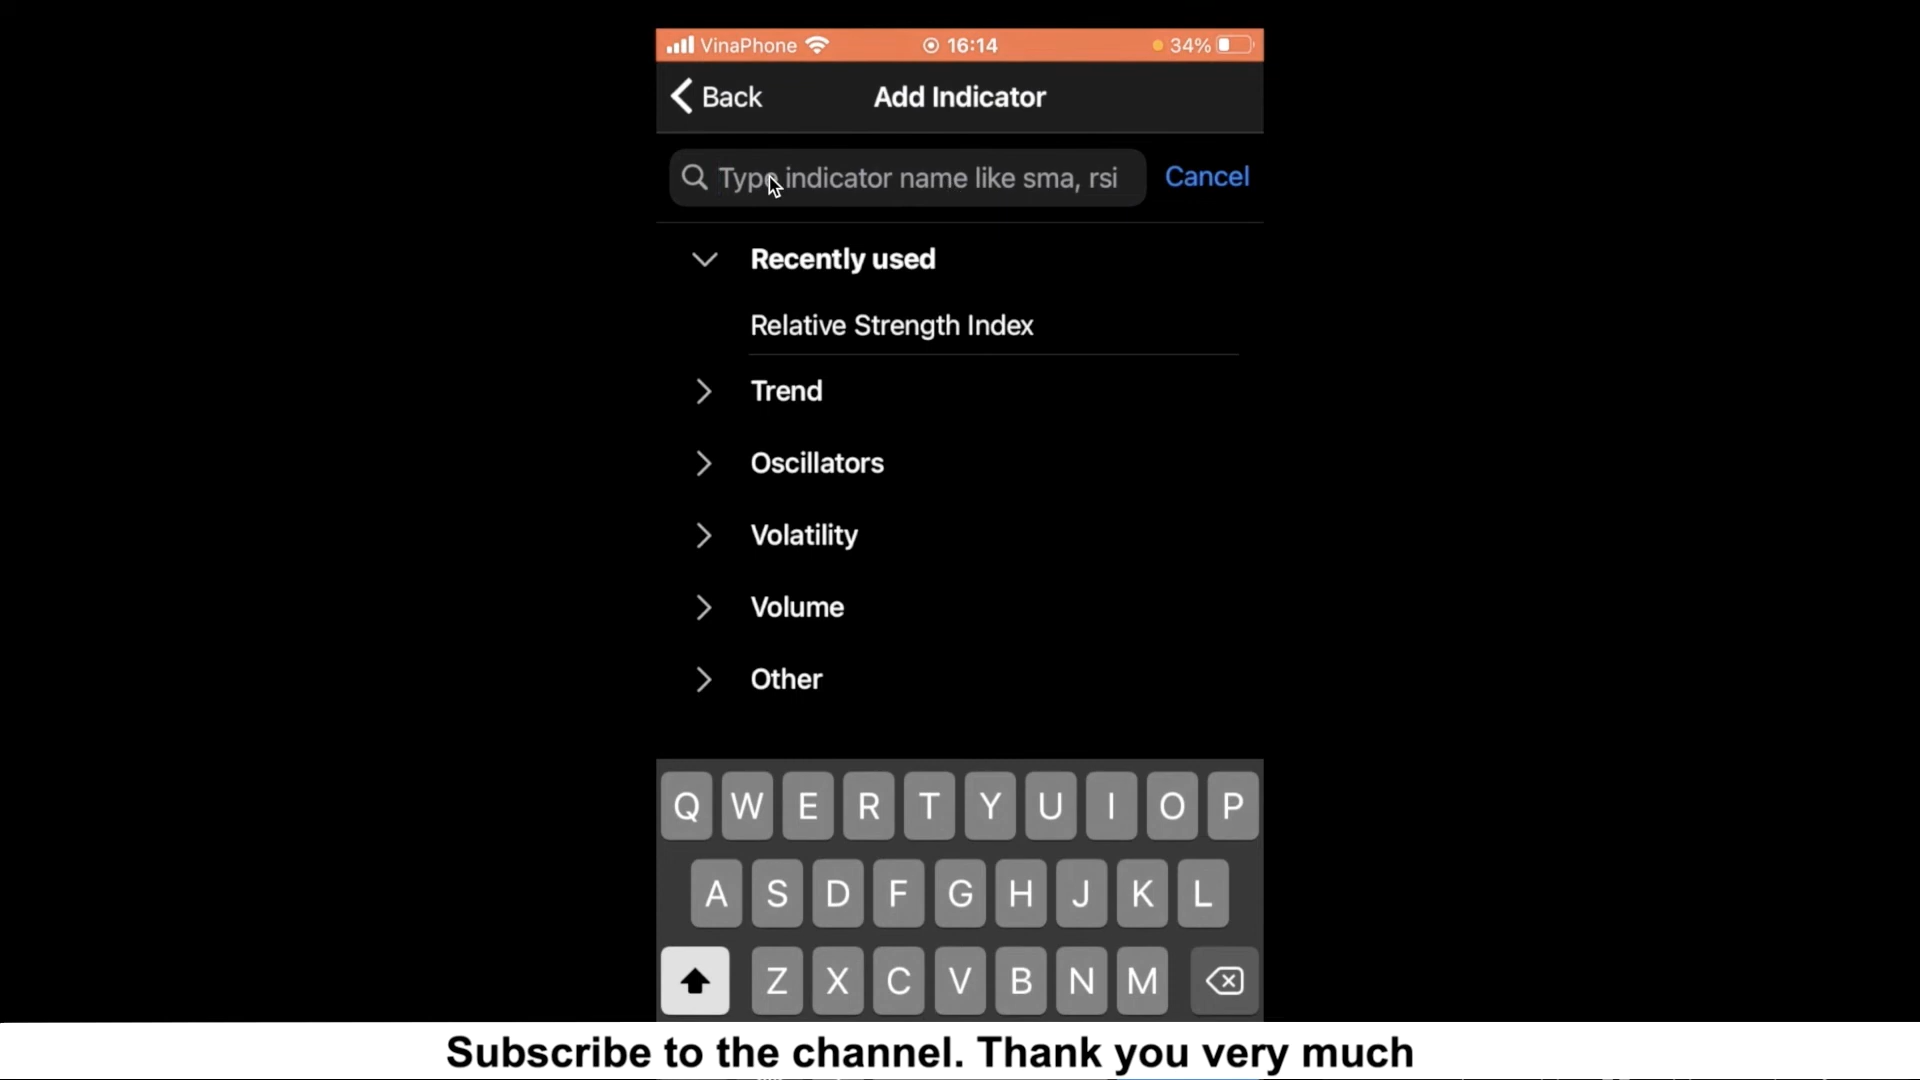 VinaPhone 16:14 34%
Back Add Indicator
Type indicator name like sma, rsi Cancel
Recently used
Relative Strength Index
Trend
Oscillators
Volatility
Volume
Other
Q W E R T Y U I O P
A S D F G H J K L
Z X C V B N M
Subscribe to the channel. Thank you very much